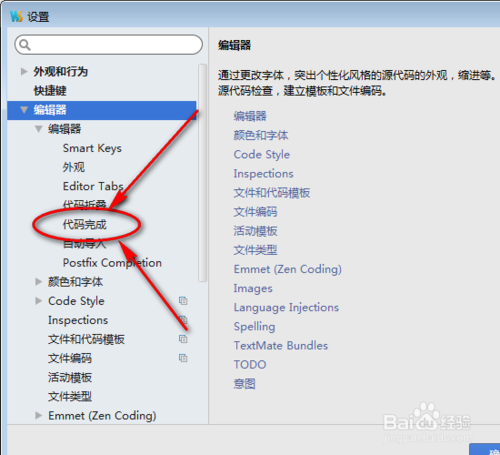 WS 设置
外观和行为
快捷键
编辑器
编辑器
Smart Keys
外观
Editor Tabs
代码折叠
代码完成
自动导入
Postfix Completion
颜色和字体
Code Style
Inspections
文件和代码模板
文件编码
活动模板
文件类型
Emmet (Zen Coding)
编辑器
通过更改字体，突出个性化风格的源代码的外观，缩进等。
源代码检查，建立模板和文件编码。
编辑器
颜色和字体
Code Style
Inspections
文件和代码模板
文件编码
活动模板
文件类型
Emmet (Zen Coding)
Images
Language Injections
Spelling
TextMate Bundles
TODO
意图
Baidu 经验
jingyan.baidu.com